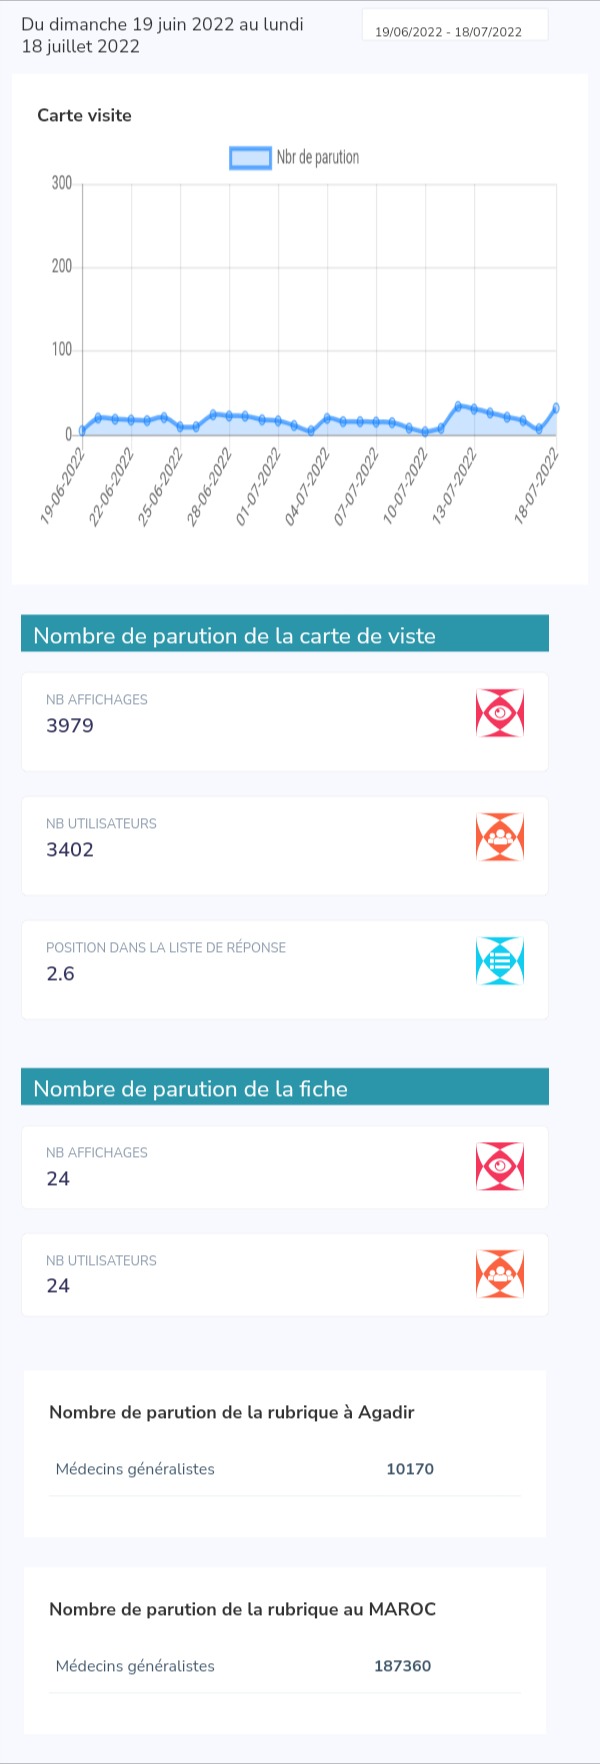 Du dimanche 19 juin 2022 au lundi
18 juillet 2022
19/06/2022 - 18/07/2022
Carte visite
Nbr de parution
300
200
100
0
19-06-2022
22-06-2022
25-06-2022
28-06-2022
01-07-2022
04-07-2022
07-07-2022
10-07-2022
13-07-2022
18-07-2022
Nombre de parution de la carte de viste
NB AFFICHAGES
3979
NB UTILISATEURS
3402
POSITION DANS LA LISTE DE RÉPONSE
2.6
Nombre de parution de la fiche
NB AFFICHAGES
24
NB UTILISATEURS
24
Nombre de parution de la rubrique à Agadir
Médecins généralistes 10170
Nombre de parution de la rubrique au MAROC
Médecins généralistes 187360